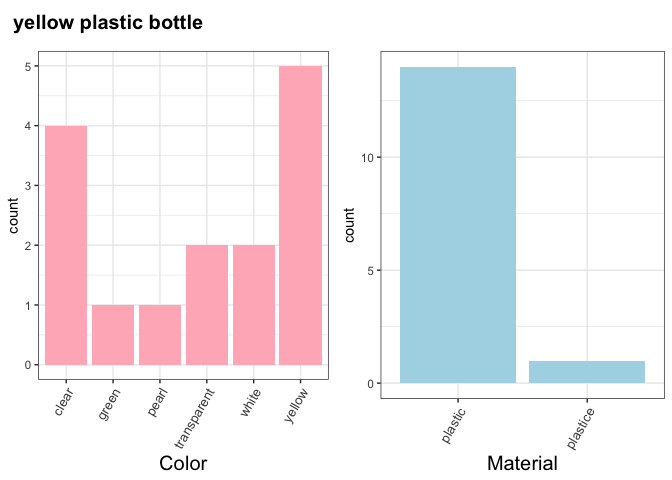 yellow plastic bottle
count
5
4
3
2
1
0
clear
green
pearl
transparent
white
yellow
Color
count
10
5
0
plastic
plastice
Material